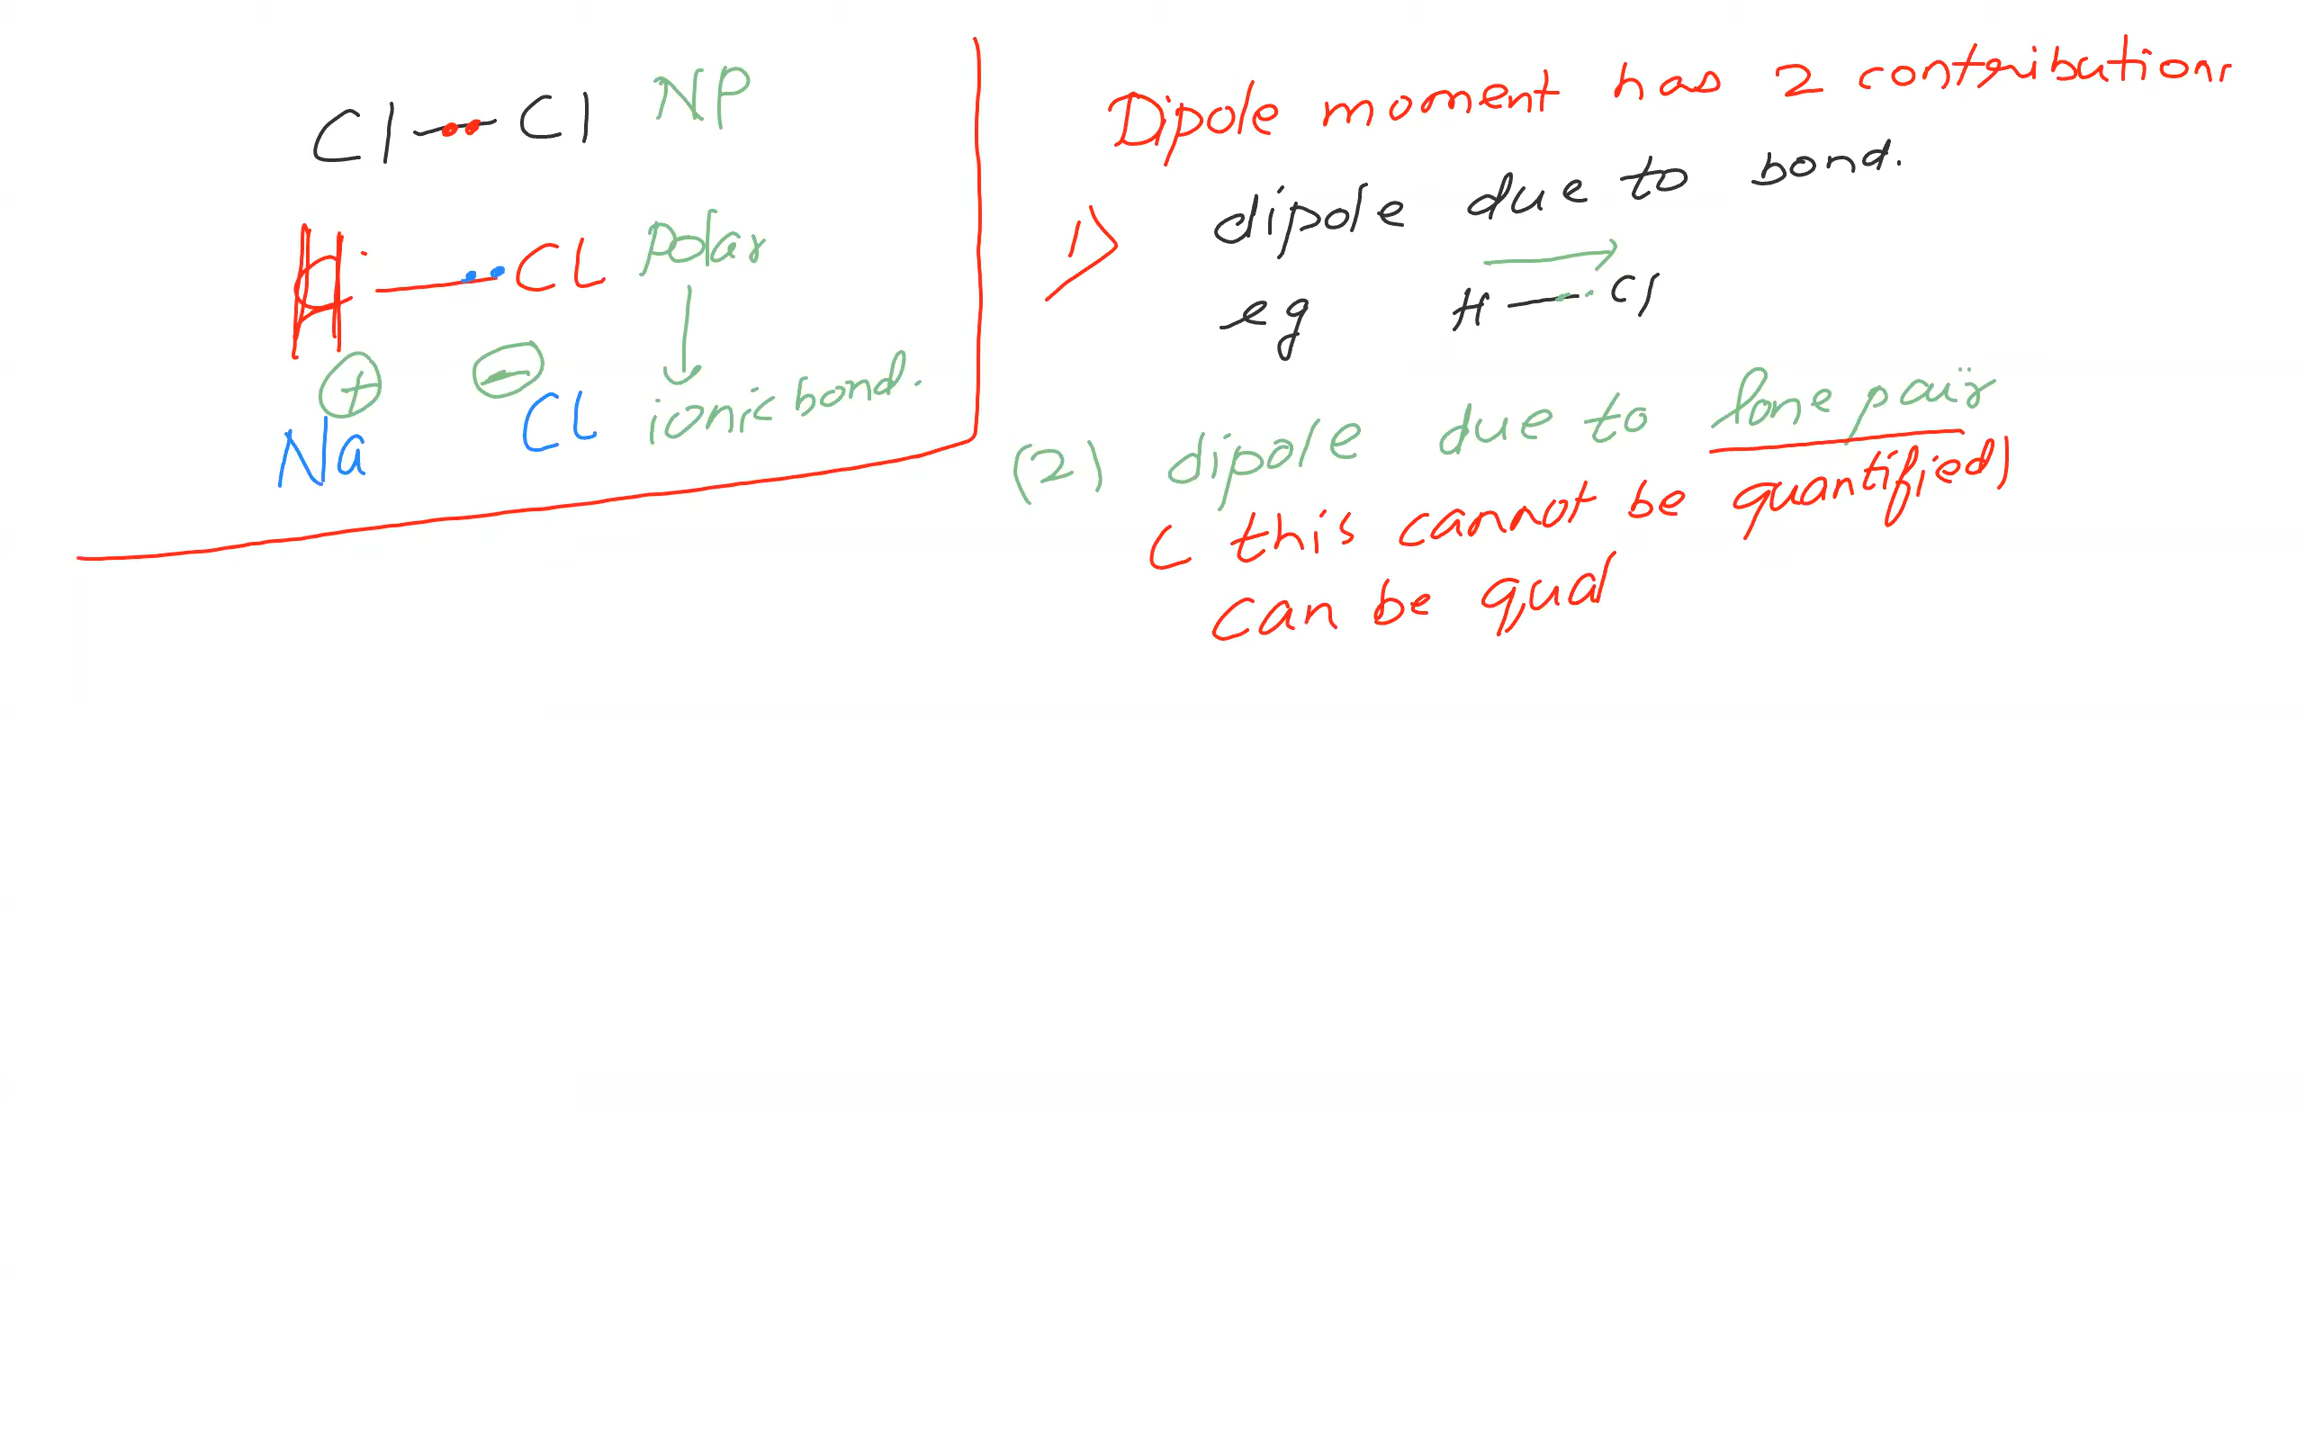 Cl — Cl NP
H — CL polar
+ −
Na CL ionic bond.
Dipole moment has 2 contributions
1) dipole due to bond.
eg H — Cl
(2) dipole due to lone pair
( this cannot be quantified)
can be qual